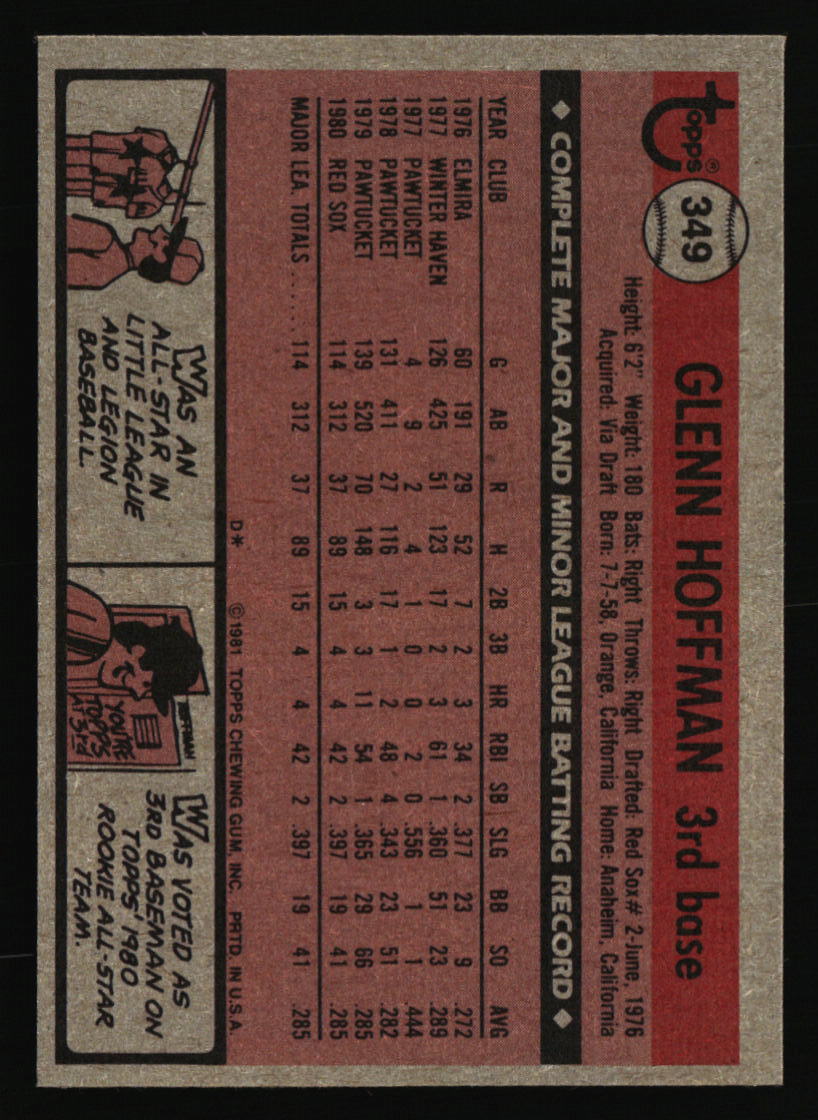 Topps®
349
GLENN HOFFMAN 3rd base
Height: 6'2" Weight: 180 Bats: Right Throws: Right Drafted: Red Sox # 2-June, 1976
Acquired: Via Draft Born: 7-7-58, Orange, California Home: Anaheim, California
◆ COMPLETE MAJOR AND MINOR LEAGUE BATTING RECORD ◆
YEAR CLUB G AB R H 2B 3B HR RBI SB SLG BB SO AVG
1976 ELMIRA 60 191 29 52 7 2 3 34 2 .377 23 9 .272
1977 WINTER HAVEN 126 425 51 123 17 2 3 61 1 .360 51 23 .289
1977 PAWTUCKET 4 9 2 4 1 0 0 2 0 .556 1 1 .444
1978 PAWTUCKET 131 411 27 116 17 1 2 48 4 .343 23 51 .282
1979 PAWTUCKET 139 520 70 148 3 3 11 54 1 .365 29 66 .285
1980 RED SOX 114 312 37 89 15 4 4 42 2 .397 19 41 .285
MAJOR LEA. TOTALS ...... 114 312 37 89 15 4 4 42 2 .397 19 41 .285
D* ©1981 TOPPS CHEWING GUM, INC. PRTD. IN U.S.A.
WAS AN
ALL-STAR IN
LITTLE LEAGUE
AND LEGION
BASEBALL.
HOFFMAN
YOU'RE
TOPPS
AT 3rd
WAS VOTED AS
3RD BASEMAN ON
TOPPS' 1980
ROOKIE ALL-STAR
TEAM.